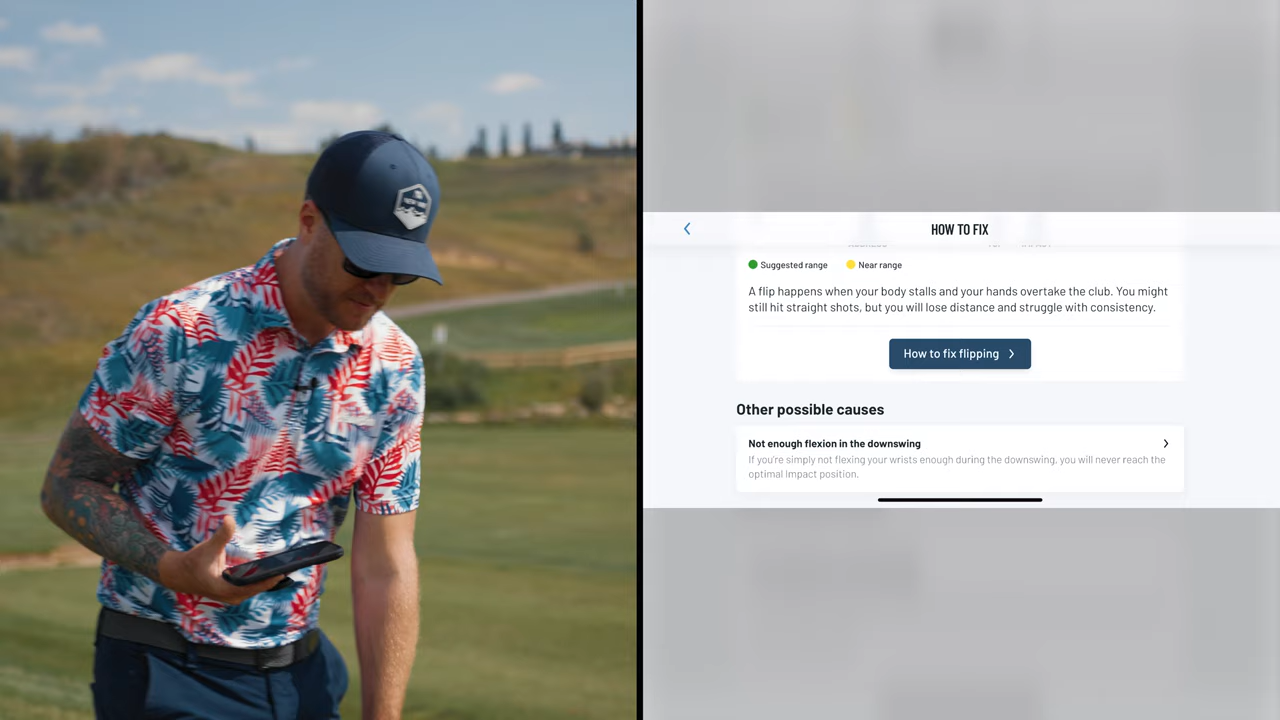 HOW TO FIX
Suggested range
Near range
A flip happens when your body stalls and your hands overtake the club. You might
still hit straight shots, but you will lose distance and struggle with consistency.
How to fix flipping
Other possible causes
Not enough flexion in the downswing
If you're simply not flexing your wrists enough during the downswing, you will never reach the
optimal Impact position.